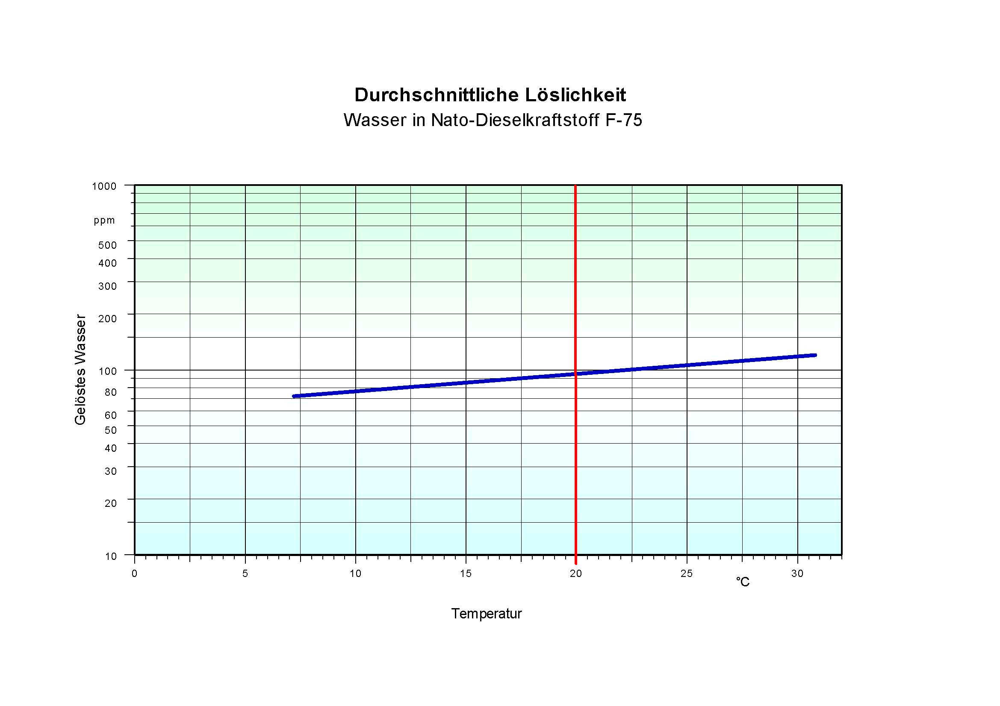 Durchschnittliche Löslichkeit
Wasser in Nato-Dieselkraftstoff F-75
1000
ppm
500
400
300
200
100
80
60
50
40
30
20
10
Gelöstes Wasser
0 5 10 15 20 25 30
°C
Temperatur